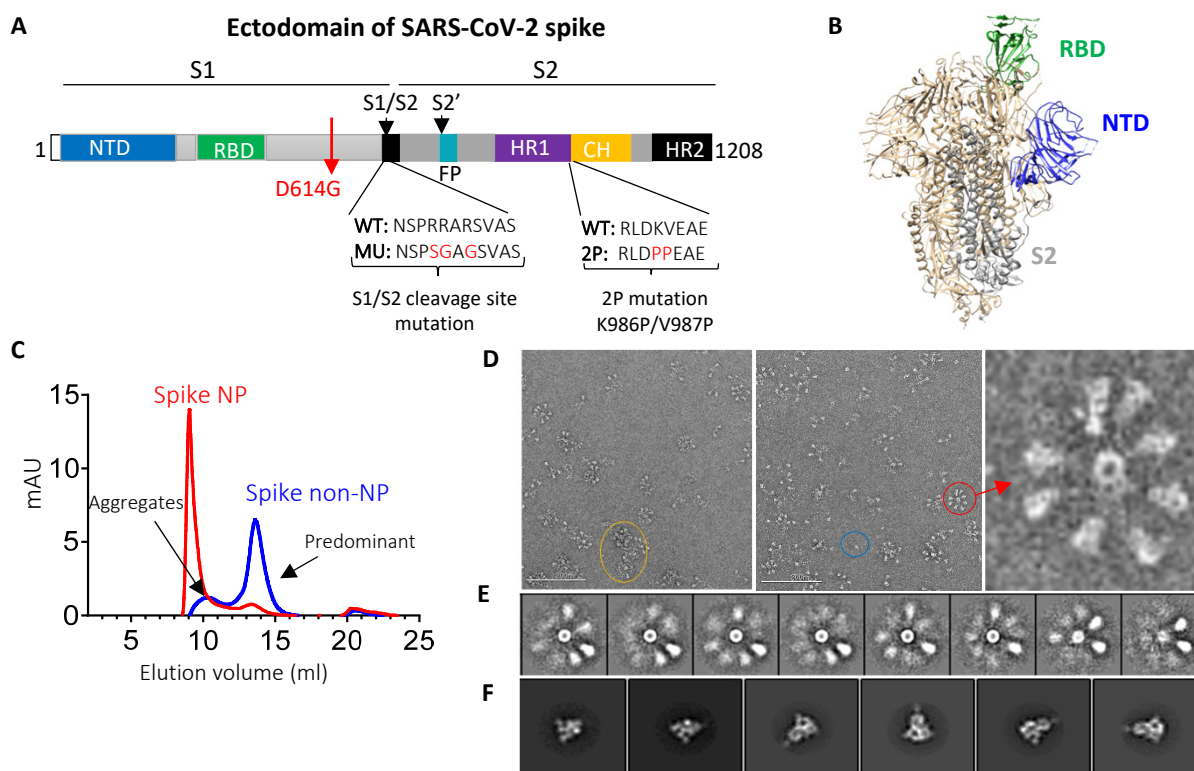 A
Ectodomain of SARS-CoV-2 spike
S1 S2
S1/S2 S2’
1 NTD RBD HR1 CH HR2 1208
D614G FP
WT: NSPRRARSVAS
MU: NSPSGAGSVAS
S1/S2 cleavage site
mutation
WT: RLDKVEAE
2P: RLDPPEAE
2P mutation
K986P/V987P
B
RBD
NTD
S2
C
15
10
5
0
mAU
Spike NP
Aggregates
Spike non-NP
Predominant
5 10 15 20 25
Elution volume (ml)
D
200nm
E
F